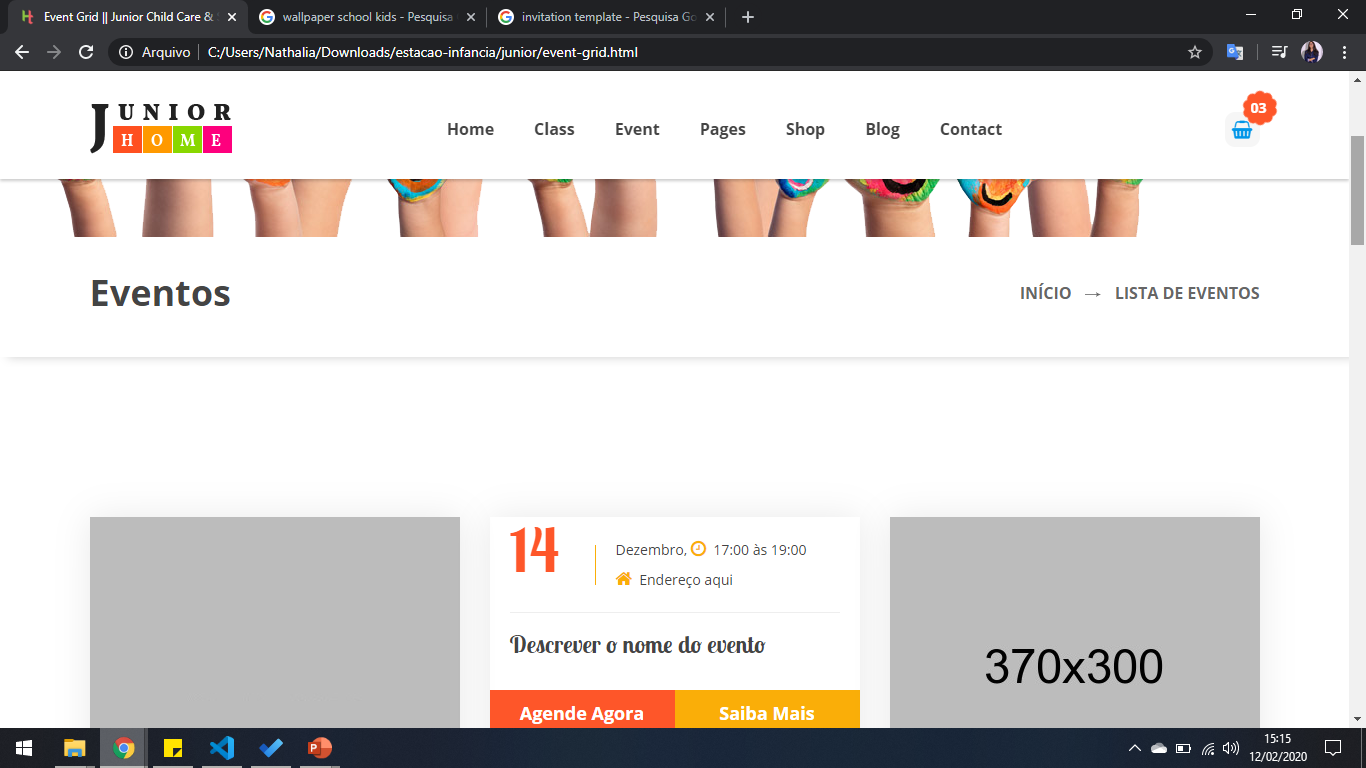 Event Grid || Junior Child Care &
wallpaper school kids - Pesquisa
invitation template - Pesquisa Go
Arquivo
C:/Users/Nathalia/Downloads/estacao-infancia/junior/event-grid.html
JUNIOR
HOME
Home Class Event Pages Shop Blog Contact
03
Eventos
INÍCIO → LISTA DE EVENTOS
14
Dezembro, 17:00 às 19:00
Endereço aqui
Descrever o nome do evento
Agende Agora Saiba Mais
370x300
15:15
12/02/2020